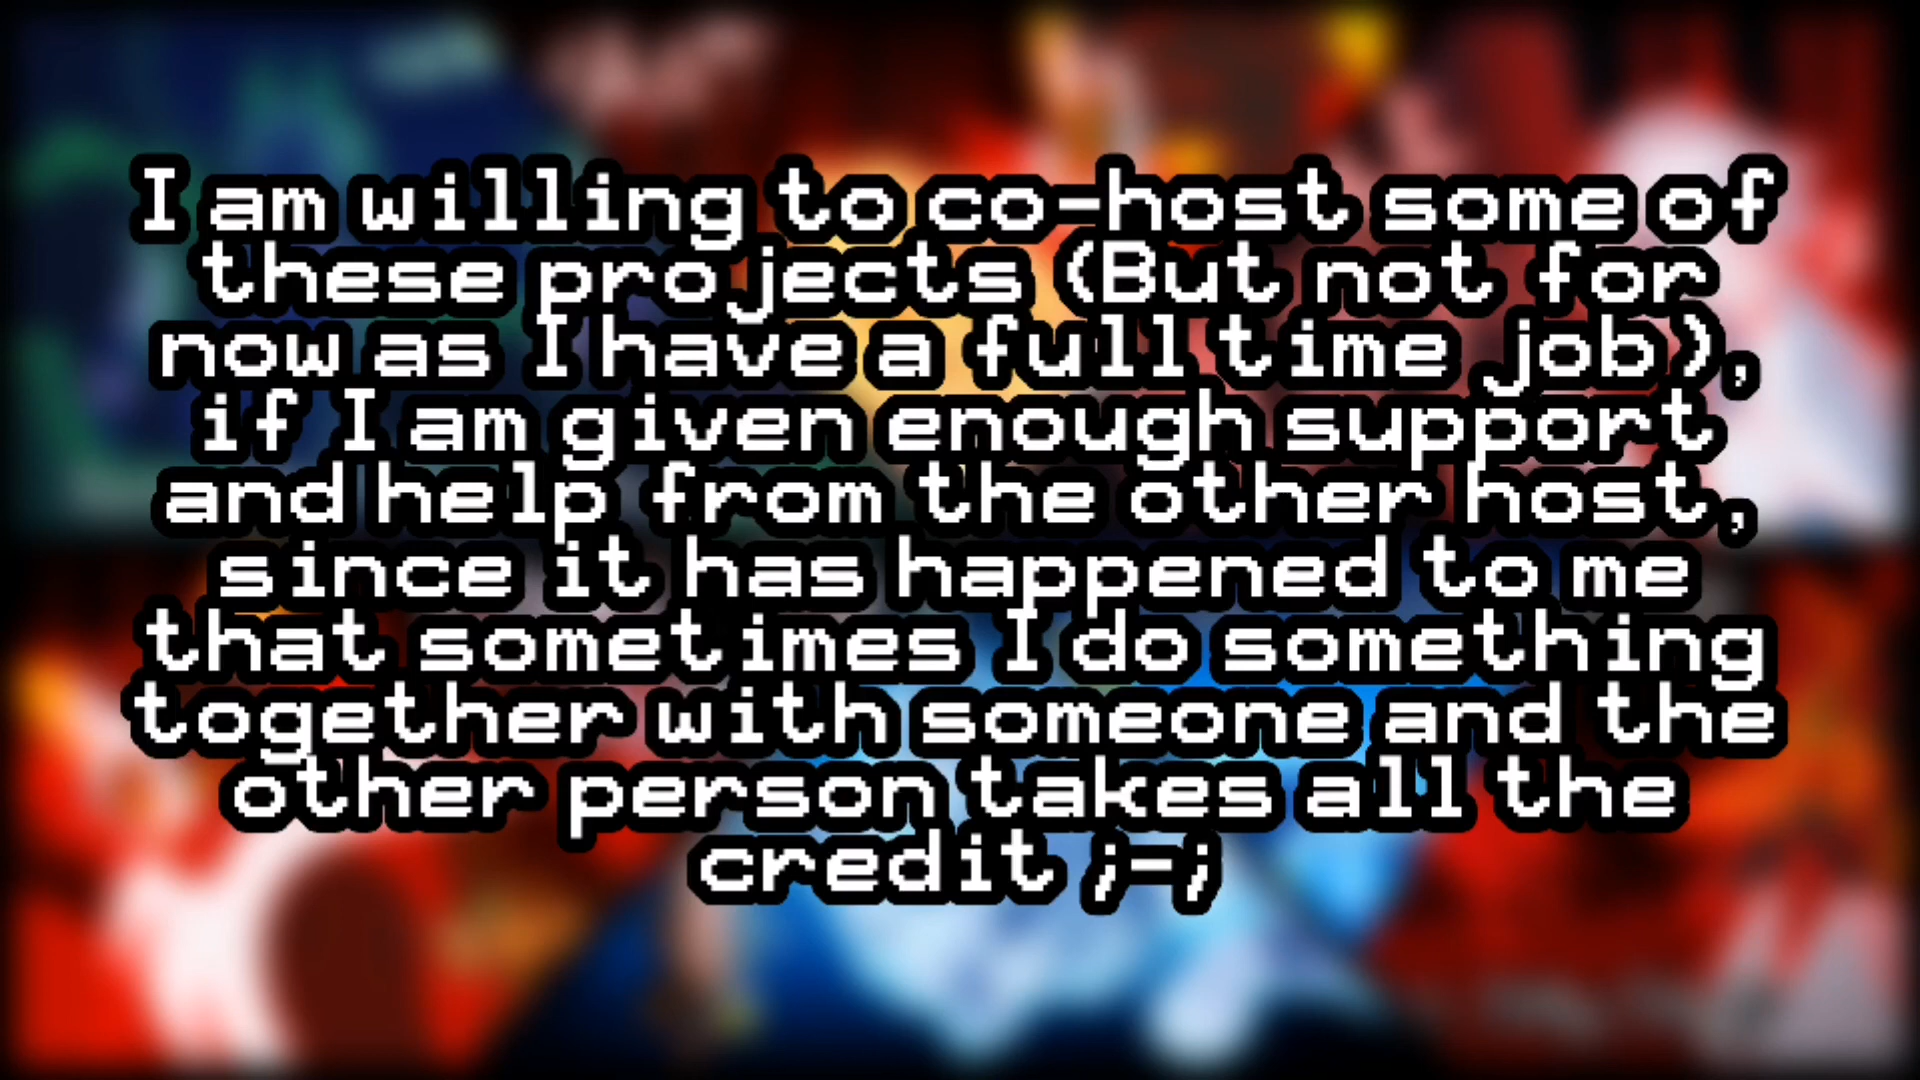 I am willing to co-host some of
these projects (But not for
now as I have a full time job),
if I am given enough support
and help from the other host,
since it has happened to me
that sometimes I do something
together with someone and the
other person takes all the
credit ;-;